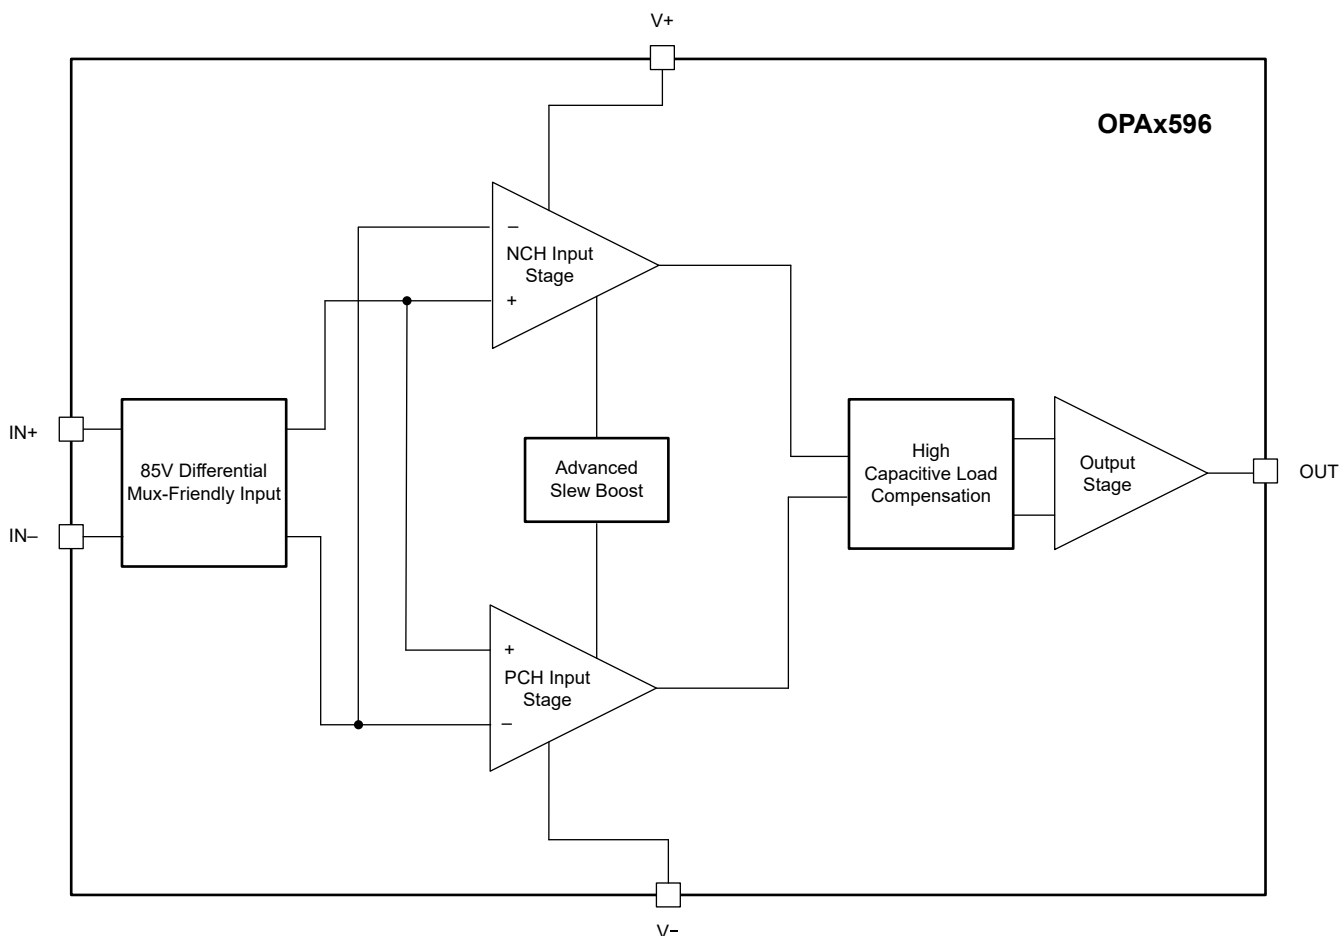 V+
OPAx596
−
NCH Input
Stage
+
IN+
IN–
85V Differential
Mux-Friendly Input
Advanced
Slew Boost
High
Capacitive Load
Compensation
Output
Stage
OUT
+
PCH Input
Stage
−
V−